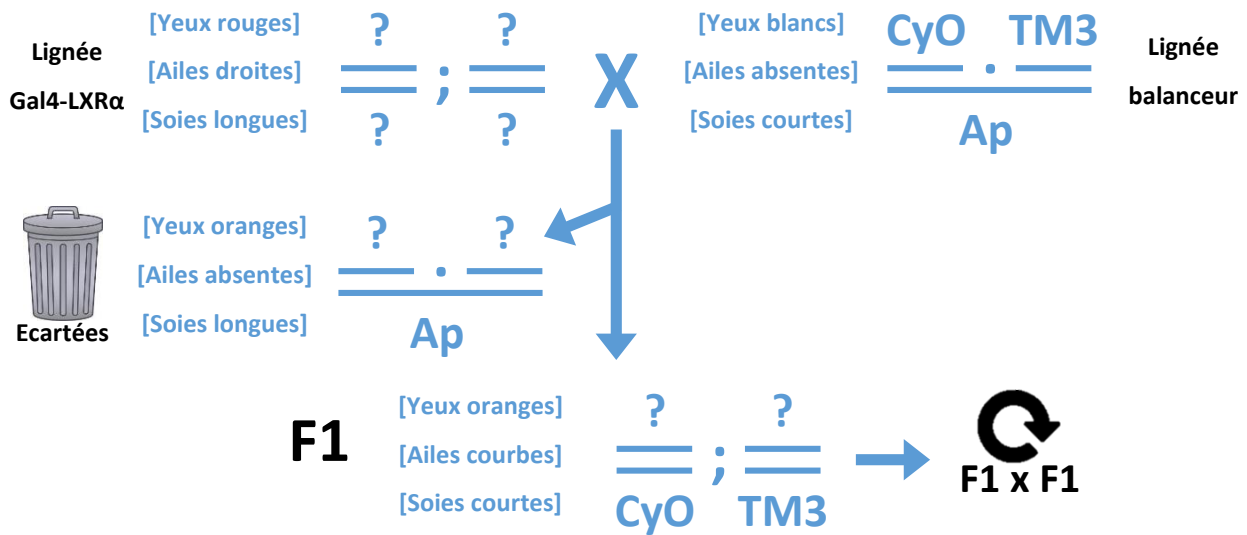 Lignée
Gal4-LXRα
[Yeux rouges]
[Ailes droites]
[Soies longues]
? ?
;
? ?
X
[Yeux blancs]
[Ailes absentes]
[Soies courtes]
CyO TM3
.
Ap
Lignée
balanceur
Ecartées
[Yeux oranges]
[Ailes absentes]
[Soies longues]
? ?
.
Ap
F1
[Yeux oranges]
[Ailes courbes]
[Soies courtes]
? ?
;
CyO TM3
F1 x F1